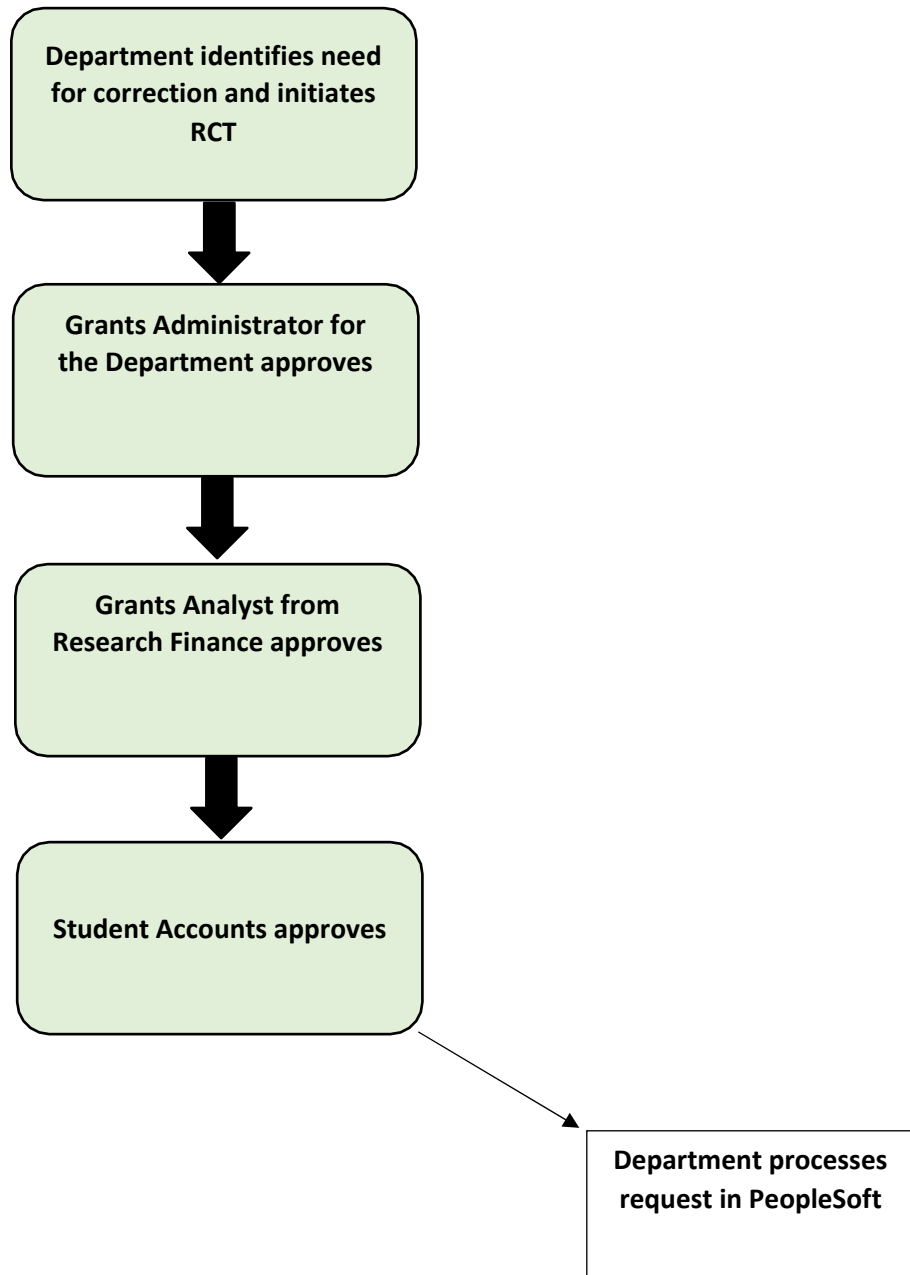 Department identifies need
for correction and initiates
RCT
Grants Administrator for
the Department approves
Grants Analyst from
Research Finance approves
Student Accounts approves
Department processes
request in PeopleSoft